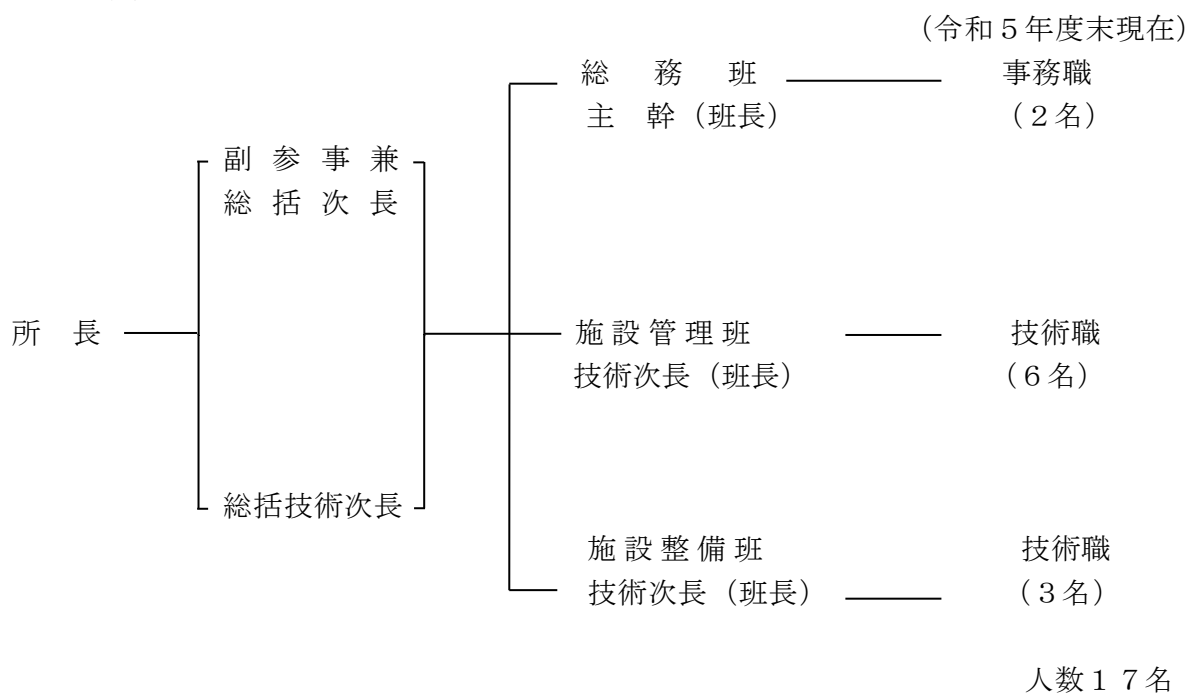 (令和5年度末現在)
総務班 事務職
主幹(班長) (2名)
副参事兼
総括次長
所長 施設管理班 技術職
技術次長(班長) (6名)
総括技術次長
施設整備班 技術職
技術次長(班長) (3名)
人数17名